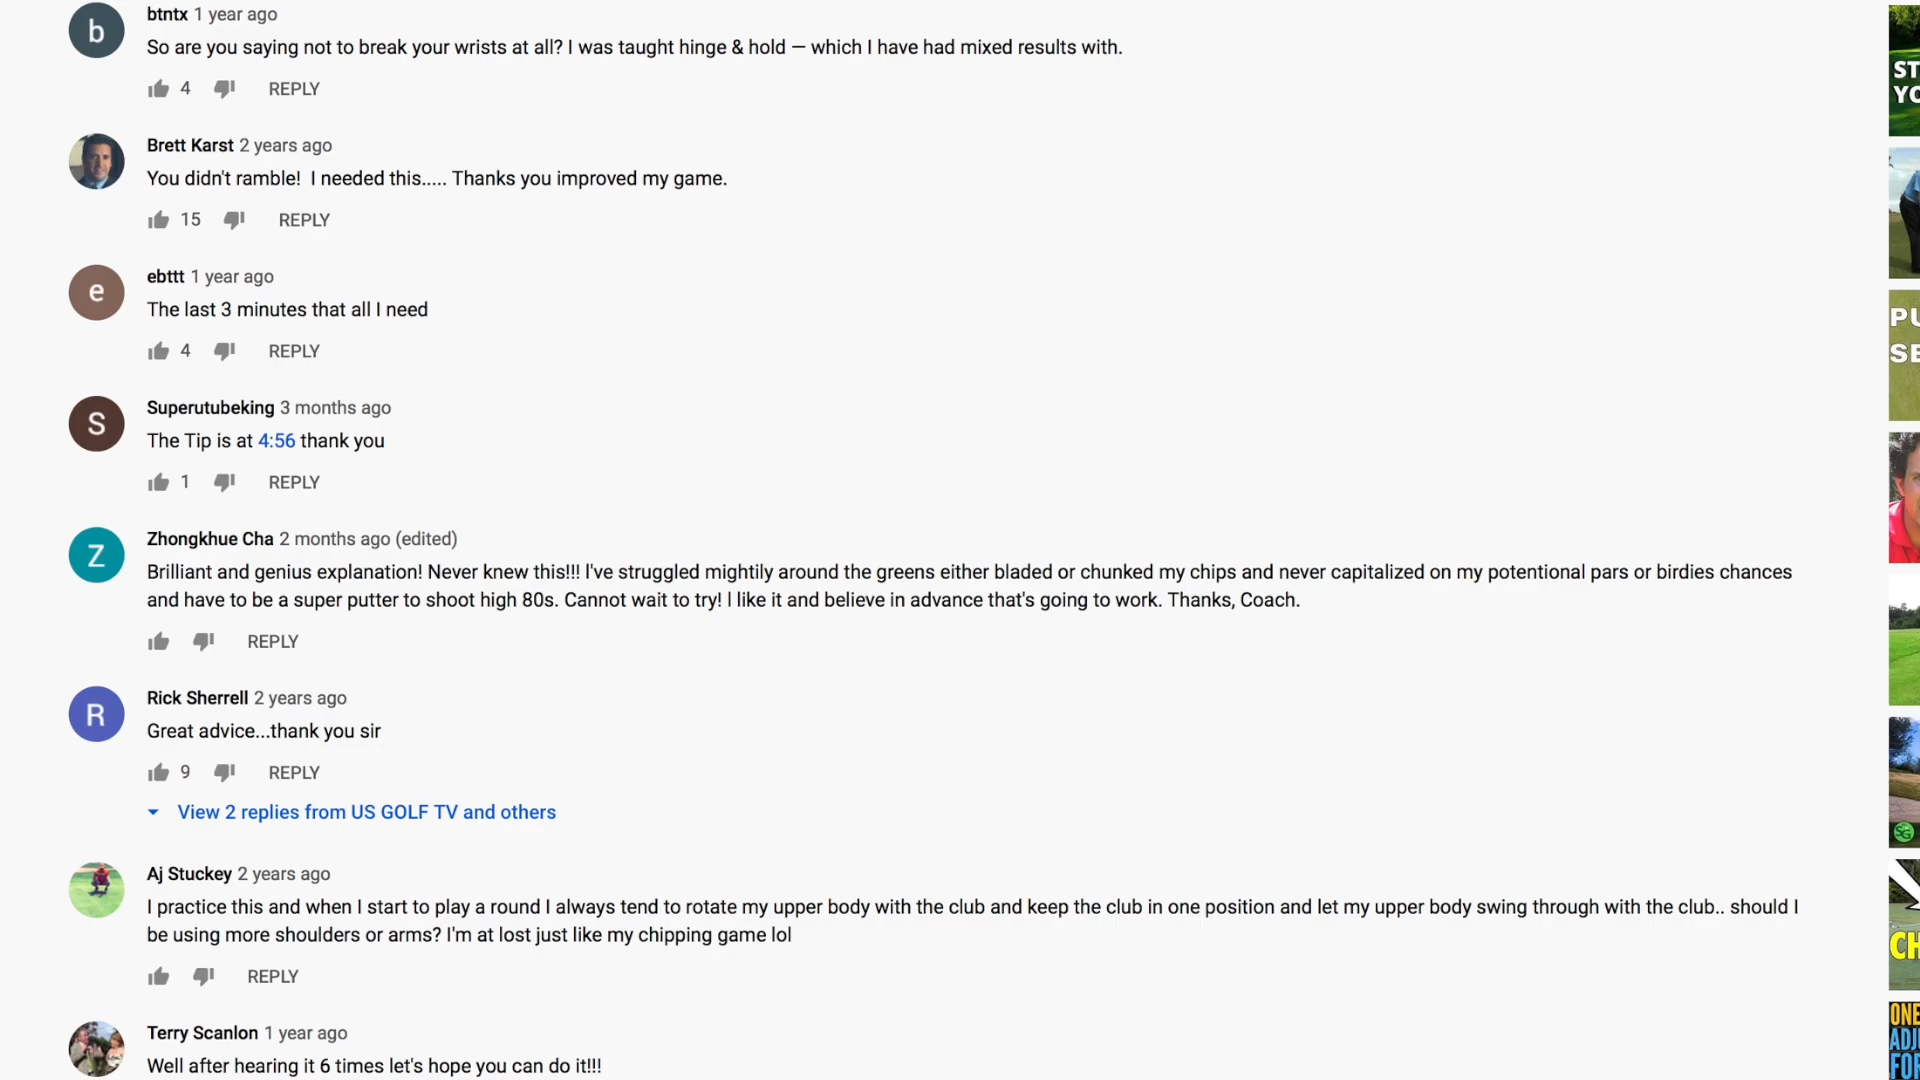 b
btntx 1 year ago
So are you saying not to break your wrists at all? I was taught hinge & hold — which I have had mixed results with.
4 REPLY
Brett Karst 2 years ago
You didn't ramble!  I needed this..... Thanks you improved my game.
15 REPLY
e
ebttt 1 year ago
The last 3 minutes that all I need
4 REPLY
S
Superutubeking 3 months ago
The Tip is at 4:56 thank you
1 REPLY
Z
Zhongkhue Cha 2 months ago (edited)
Brilliant and genius explanation! Never knew this!!! I've struggled mightily around the greens either bladed or chunked my chips and never capitalized on my potentional pars or birdies chances
and have to be a super putter to shoot high 80s. Cannot wait to try! I like it and believe in advance that's going to work. Thanks, Coach.
REPLY
R
Rick Sherrell 2 years ago
Great advice...thank you sir
9 REPLY
View 2 replies from US GOLF TV and others
Aj Stuckey 2 years ago
I practice this and when I start to play a round I always tend to rotate my upper body with the club and keep the club in one position and let my upper body swing through with the club.. should I
be using more shoulders or arms? I'm at lost just like my chipping game lol
REPLY
Terry Scanlon 1 year ago
Well after hearing it 6 times let's hope you can do it!!!
ST
YO
PU
SE
SG
CH
ONE
ADJ
FOR